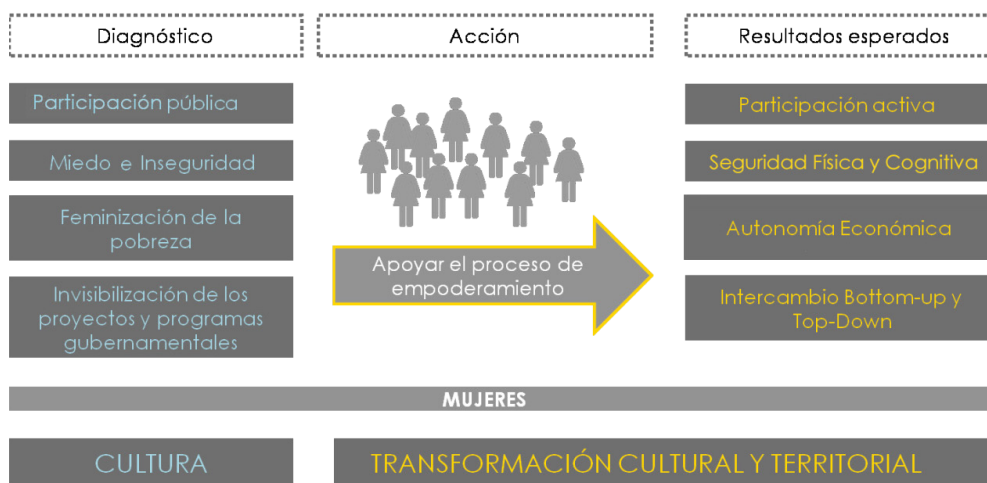 Diagnóstico
Acción
Resultados esperados
Participación pública
Miedo e Inseguridad
Feminización de la
pobreza
Invisibilización de los
proyectos y programas
gubernamentales
Apoyar el proceso de
empoderamiento
Participación activa
Seguridad Física y Cognitiva
Autonomía Económica
Intercambio Bottom-up y
Top-Down
MUJERES
CULTURA
TRANSFORMACIÓN CULTURAL Y TERRITORIAL